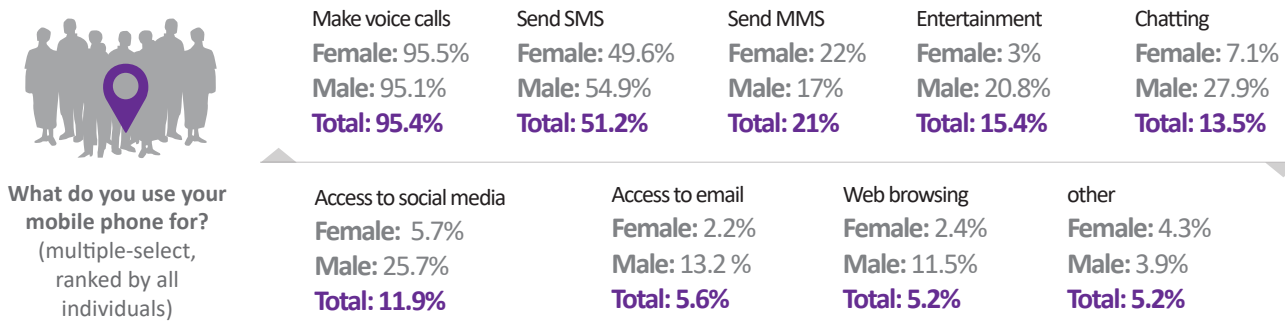 Make voice calls
Female: 95.5%
Male: 95.1%
Total: 95.4%
Send SMS
Female: 49.6%
Male: 54.9%
Total: 51.2%
Send MMS
Female: 22%
Male: 17%
Total: 21%
Entertainment
Female: 3%
Male: 20.8%
Total: 15.4%
Chatting
Female: 7.1%
Male: 27.9%
Total: 13.5%
What do you use your
mobile phone for?
(multiple-select,
ranked by all
individuals)
Access to social media
Female: 5.7%
Male: 25.7%
Total: 11.9%
Access to email
Female: 2.2%
Male: 13.2 %
Total: 5.6%
Web browsing
Female: 2.4%
Male: 11.5%
Total: 5.2%
other
Female: 4.3%
Male: 3.9%
Total: 5.2%